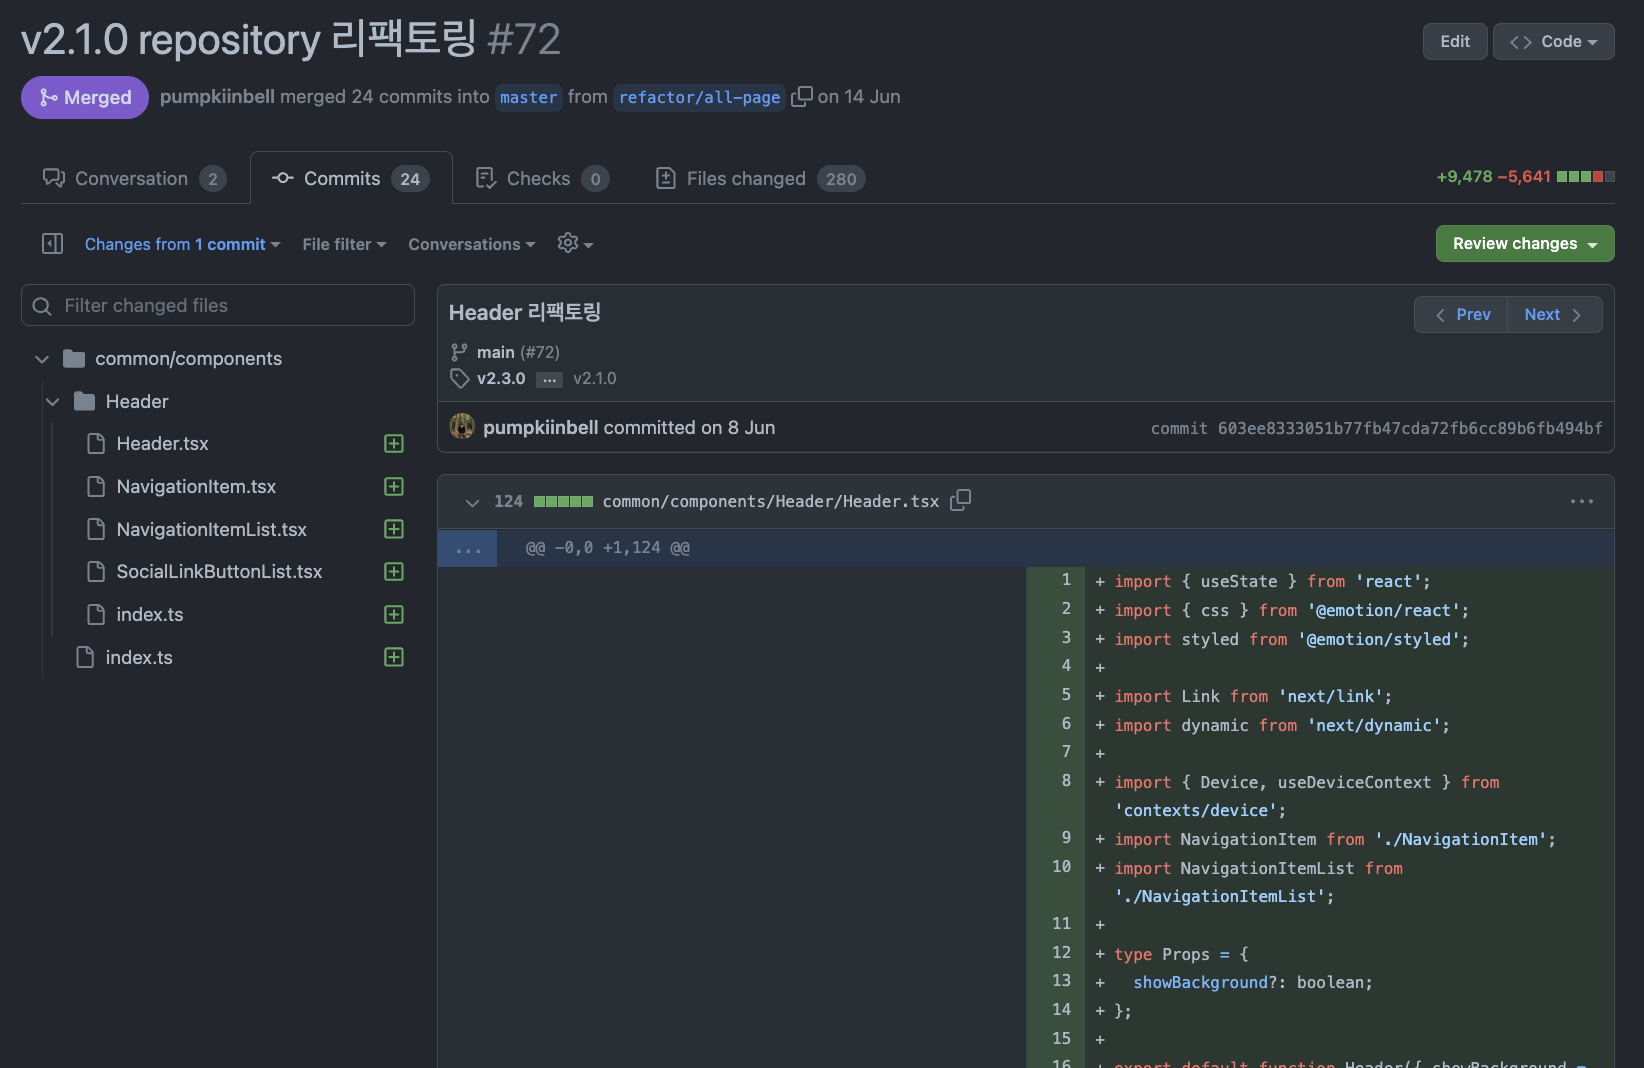 v2.1.0 repository 리팩토링 #72
Edit
<> Code
Merged
pumpkiinbell merged 24 commits into master from refactor/all-page on 14 Jun
Conversation 2
Commits 24
Checks 0
Files changed 280
+9,478 −5,641
Changes from 1 commit
File filter
Conversations
Review changes
Filter changed files
common/components
Header
Header.tsx
NavigationItem.tsx
NavigationItemList.tsx
SocialLinkButtonList.tsx
index.ts
index.ts
Header 리팩토링
Prev
Next
main (#72)
v2.3.0 ... v2.1.0
pumpkiinbell committed on 8 Jun
commit 603ee8333051b77fb47cda72fb6cc89b6fb494bf
124 common/components/Header/Header.tsx
...
... @@ -0,0 +1,124 @@
1 + import { useState } from 'react';
2 + import { css } from '@emotion/react';
3 + import styled from '@emotion/styled';
4 +
5 + import Link from 'next/link';
6 + import dynamic from 'next/dynamic';
7 +
8 + import { Device, useDeviceContext } from
'contexts/device';
9 + import NavigationItem from './NavigationItem';
10 + import NavigationItemList from
'./NavigationItemList';
11 +
12 + type Props = {
13 + showBackground?: boolean;
14 + };
15 +
16 + export default function Header({ showBackground =